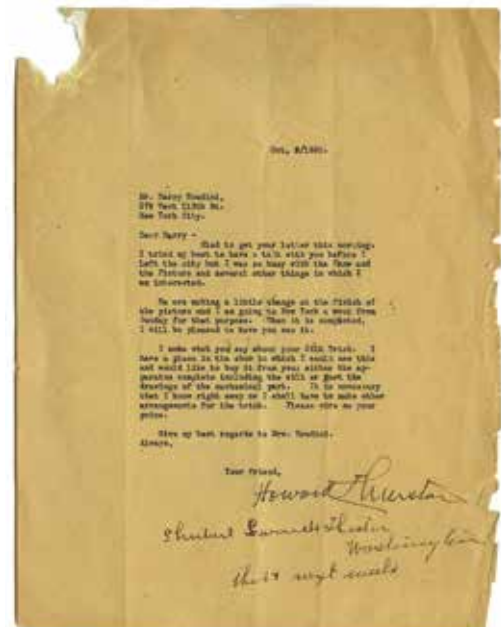 Oct. 8/1920.
Mr. Harry Houdini,
278 West 113th St.
New York City.
Dear Harry -
Glad to get your letter this morning.
I tried my best to have a talk with you before I
left the city but I was so busy with the Show and
the Picture and several other things in which I
am interested.
We are making a little change at the finish of
the picture and I am going to New York a week from
Sunday for that purpose. When it is completed,
I will be pleased to have you see it.
I note what you say about your Silk Trick. I
have a place in the show in which I could use this
and would like to buy it from you; either the ap-
paratus complete including the silk or just the
drawings of the mechanical part. It is necessary
that I know right away as I shall have to make other
arrangements for the trick. Please wire me your
price.
Give my best regards to Mrs. Houdini.
Always,
Your friend,
Howard Thurston
Shubert Theater
Washington
this & next week